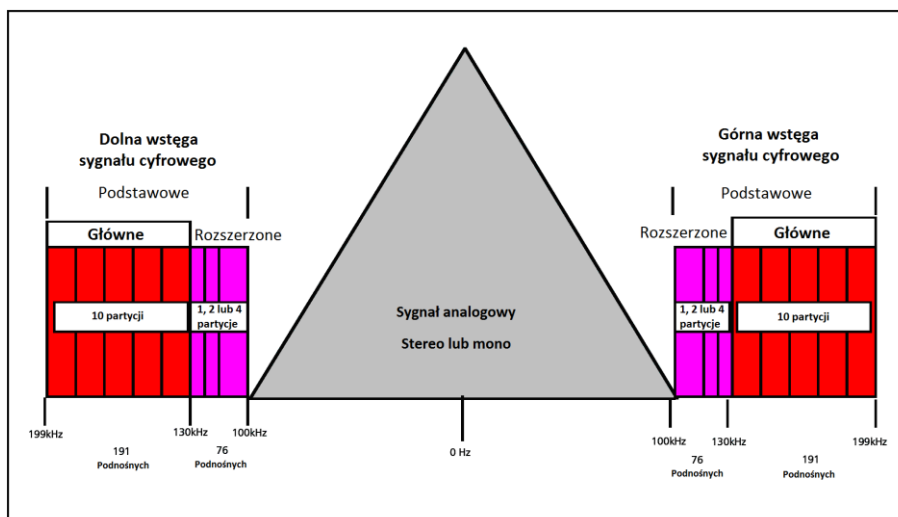 Dolna wstęga
sygnału cyfrowego
Podstawowe
Główne
Rozszerzone
10 partycji
1, 2 lub 4
partycje
199kHz
130kHz
100kHz
191
Podnośnych
76
Podnośnych
Sygnał analogowy
Stereo lub mono
0 Hz
Górna wstęga
sygnału cyfrowego
Podstawowe
Rozszerzone
Główne
1, 2 lub 4
partycje
10 partycji
100kHz
130kHz
199kHz
76
Podnośnych
191
Podnośnych